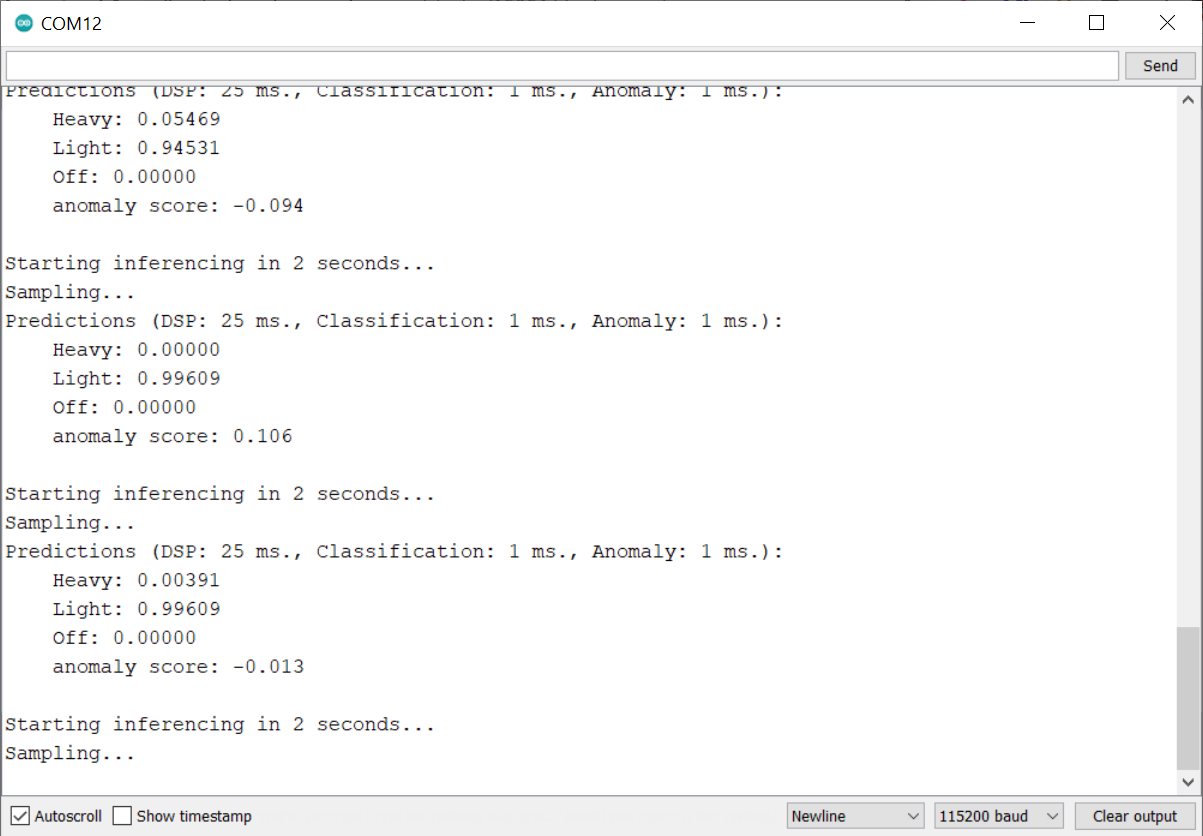 COM12
Send
Predictions (DSP: 25 ms., Classification: 1 ms., Anomaly: 1 ms.):
    Heavy: 0.05469
    Light: 0.94531
    Off: 0.00000
    anomaly score: -0.094

Starting inferencing in 2 seconds...
Sampling...
Predictions (DSP: 25 ms., Classification: 1 ms., Anomaly: 1 ms.):
    Heavy: 0.00000
    Light: 0.99609
    Off: 0.00000
    anomaly score: 0.106

Starting inferencing in 2 seconds...
Sampling...
Predictions (DSP: 25 ms., Classification: 1 ms., Anomaly: 1 ms.):
    Heavy: 0.00391
    Light: 0.99609
    Off: 0.00000
    anomaly score: -0.013

Starting inferencing in 2 seconds...
Sampling...
Autoscroll Show timestamp Newline 115200 baud Clear output